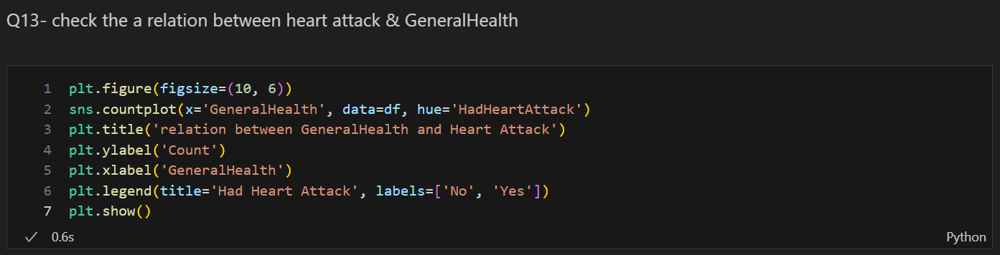 Q13- check the a relation between heart attack & GeneralHealth
1 plt.figure(figsize=(10, 6))
2 sns.countplot(x='GeneralHealth', data=df, hue='HadHeartAttack')
3 plt.title('relation between GeneralHealth and Heart Attack')
4 plt.ylabel('Count')
5 plt.xlabel('GeneralHealth')
6 plt.legend(title='Had Heart Attack', labels=['No', 'Yes'])
7 plt.show()
0.6s Python